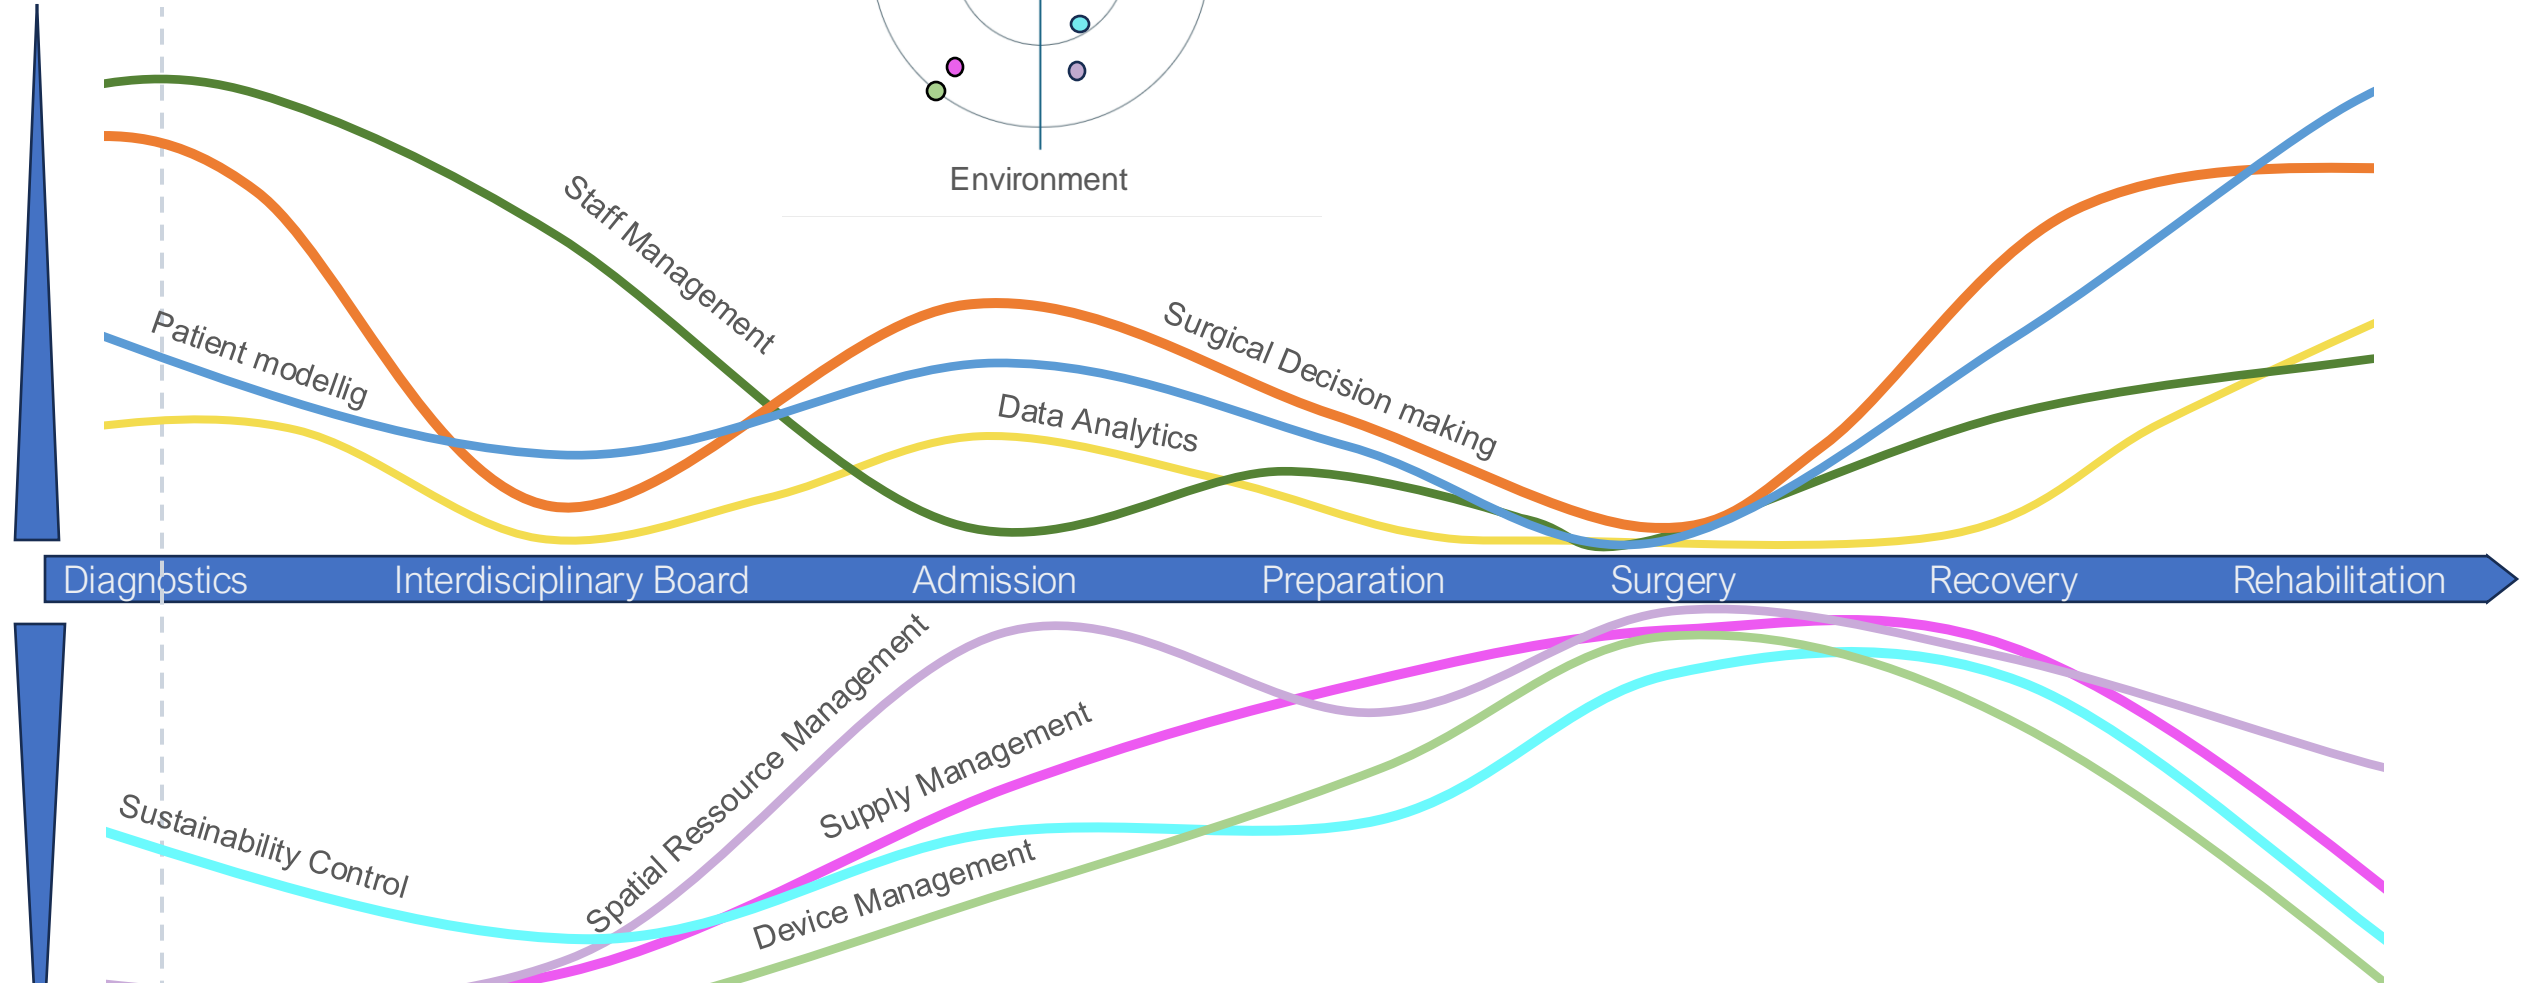 Environment
Staff Management
Surgical Decision making
Patient modellig
Data Analytics
Diagnostics
Interdisciplinary Board
Admission
Preparation
Surgery
Recovery
Rehabilitation
Spatial Ressource Management
Supply Management
Sustainability Control
Device Management